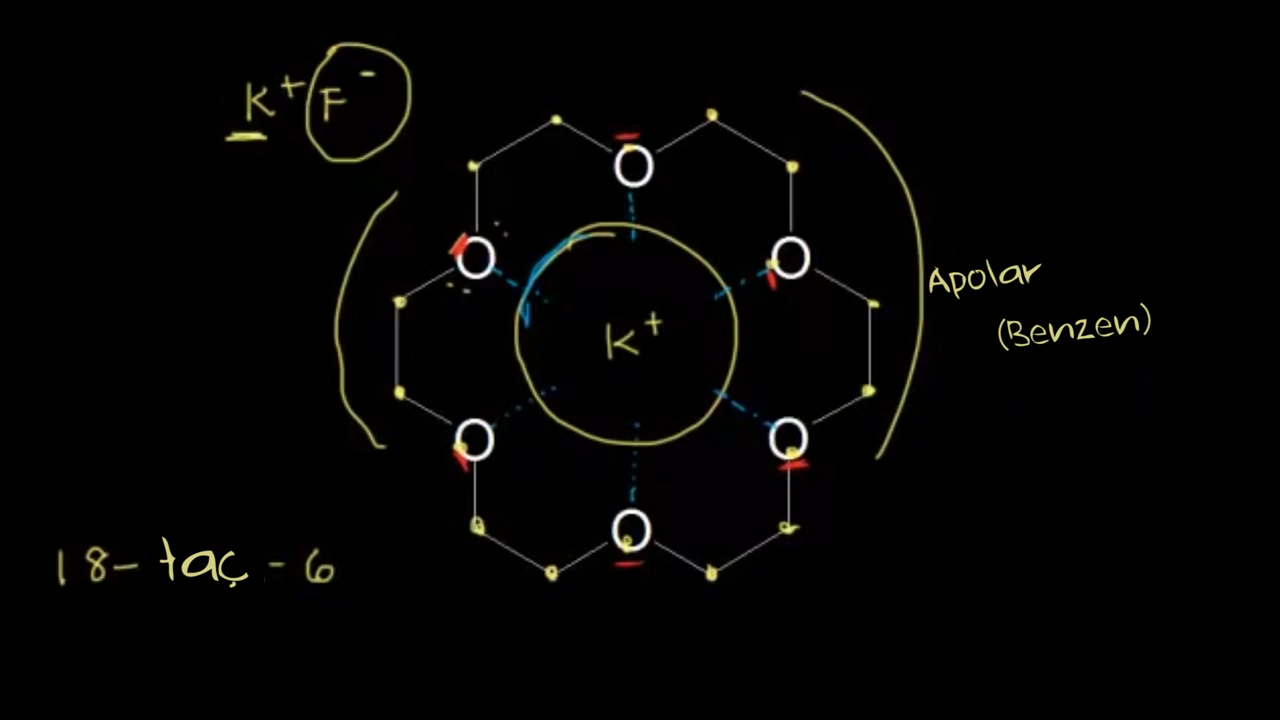 K⁺ F⁻
O
O
O
K⁺
Apolar
(Benzen)
O
O
O
18-taç-6